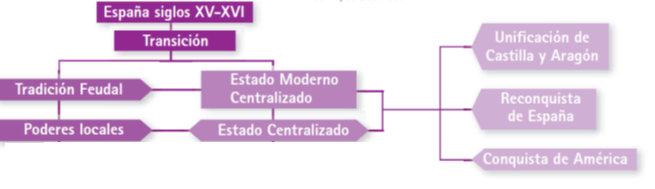 España siglos XV-XVI
Transición
Tradición Feudal
Estado Moderno
Centralizado
Poderes locales
Estado Centralizado
Unificación de
Castilla y Aragón
Reconquista
de España
Conquista de América